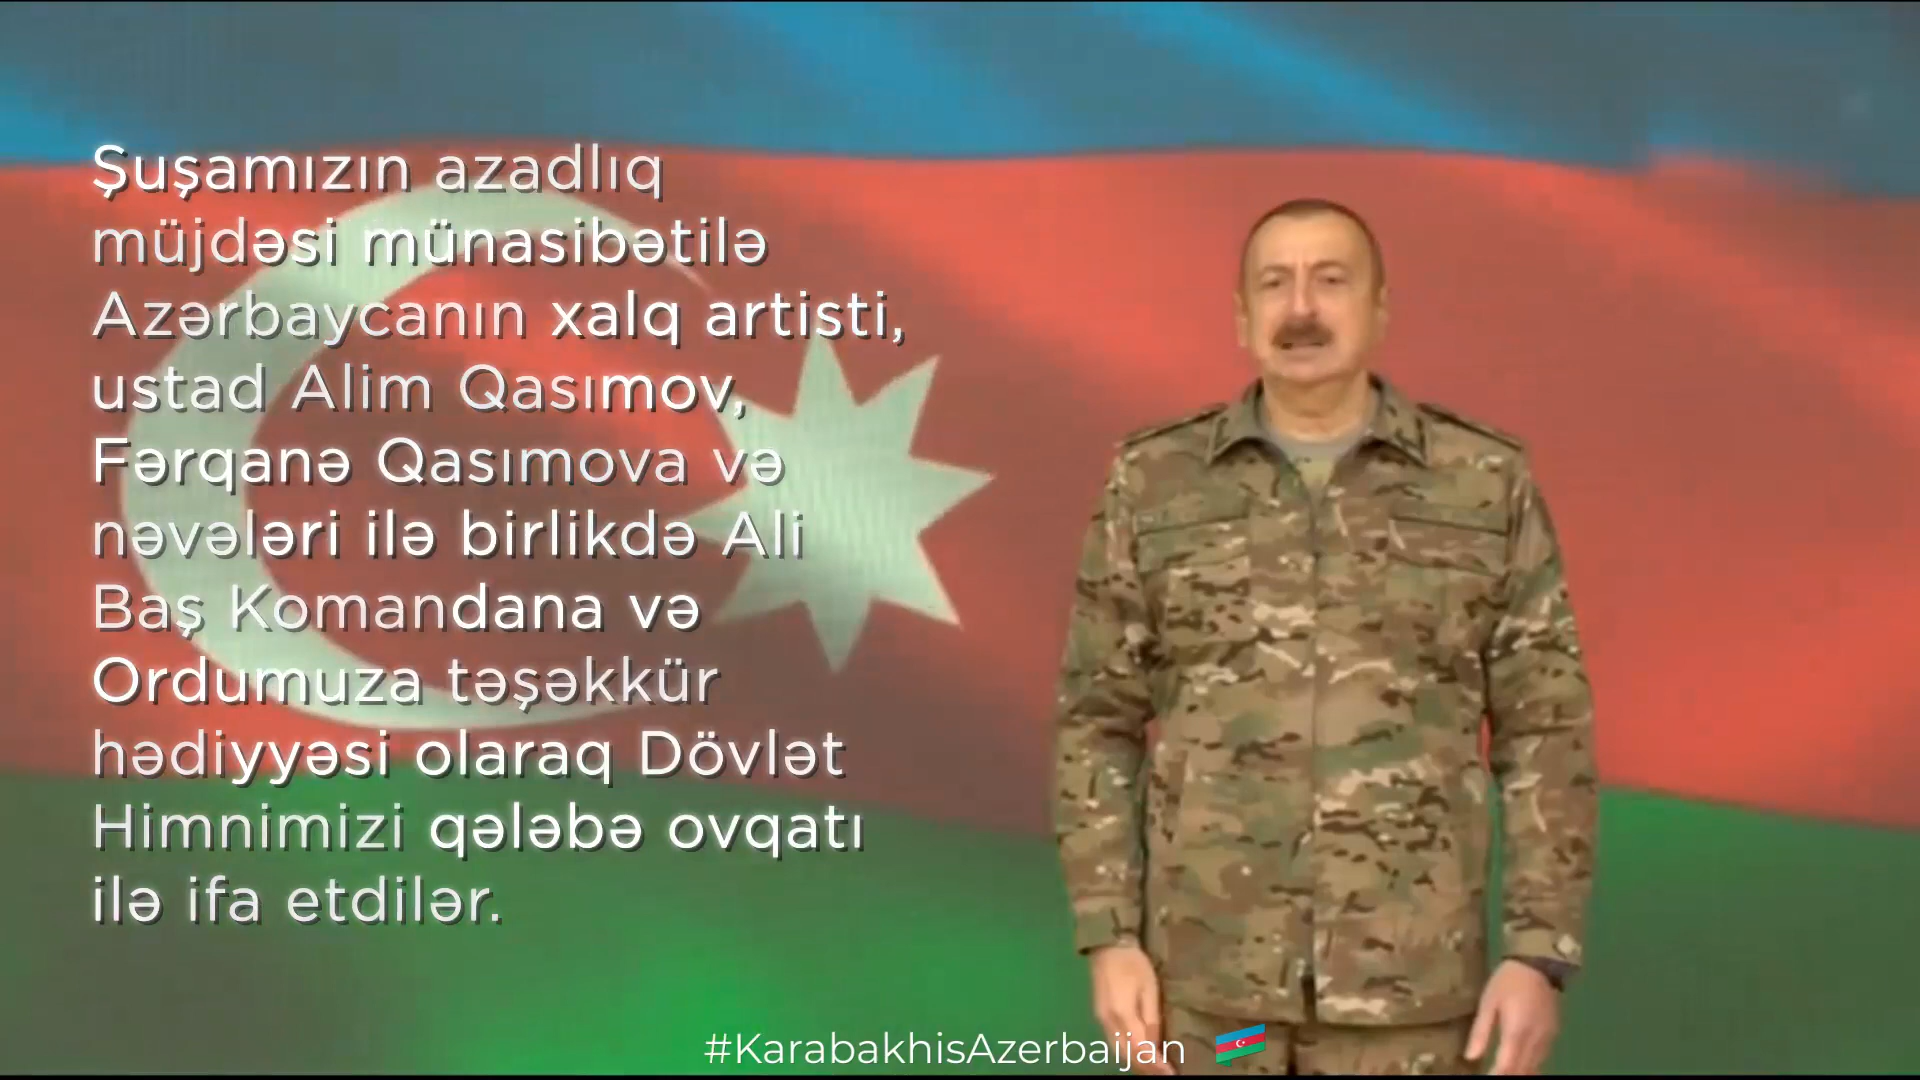 Şuşamızın azadlıq
müjdəsi münasibətilə
Azərbaycanın xalq artisti,
ustad Alim Qasımov,
Fərqanə Qasımova və
nəvələri ilə birlikdə Ali
Baş Komandana və
Ordumuza təşəkkür
hədiyyəsi olaraq Dövlət
Himnimizi qələbə ovqatı
ilə ifa etdilər.
#KarabakhisAzerbaijan